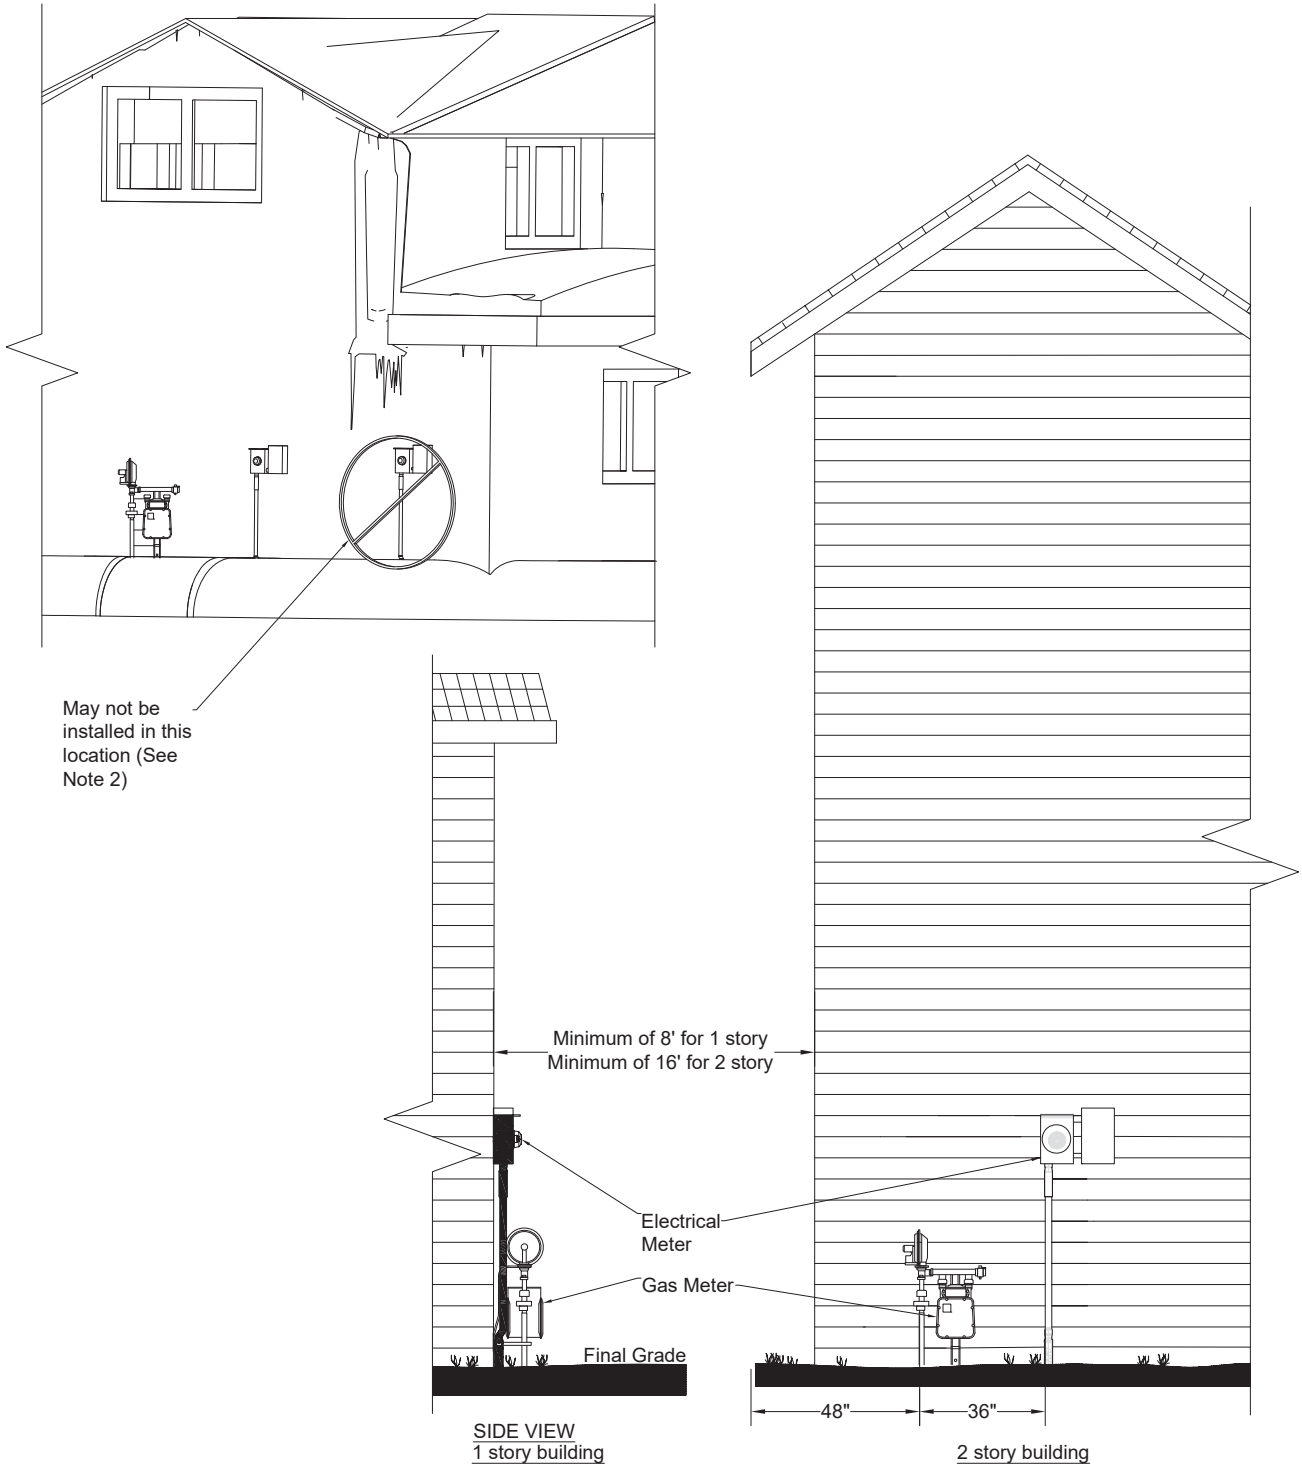 May not be
installed in this
location (See
Note 2)
Minimum of 8' for 1 story
Minimum of 16' for 2 story
Electrical
Meter
Gas Meter
Final Grade
48"
36"
SIDE VIEW
1 story building
2 story building